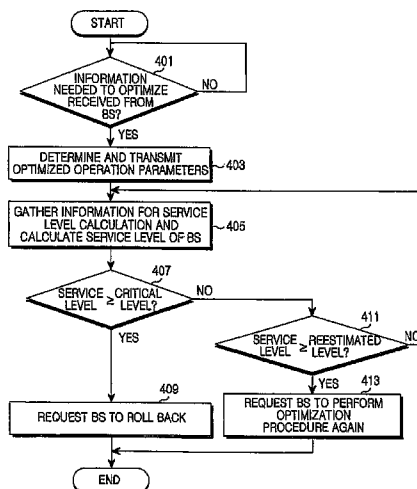 START
401
INFORMATION
NEEDED TO OPTIMIZE
RECEIVED FROM
BS?
NO
YES
DETERMINE AND TRANSMIT
OPTIMIZED OPERATION PARAMETERS
403
GATHER INFORMATION FOR SERVICE
LEVEL CALCULATION AND
CALCULATE SERVICE LEVEL OF BS
405
407
SERVICE ≥ CRITICAL
LEVEL LEVEL?
NO
YES
411
SERVICE ≥ REESTIMATED
LEVEL LEVEL?
NO
YES
409
REQUEST BS TO ROLL BACK
413
REQUEST BS TO PERFORM
OPTIMIZATION
PROCEDURE AGAIN
END